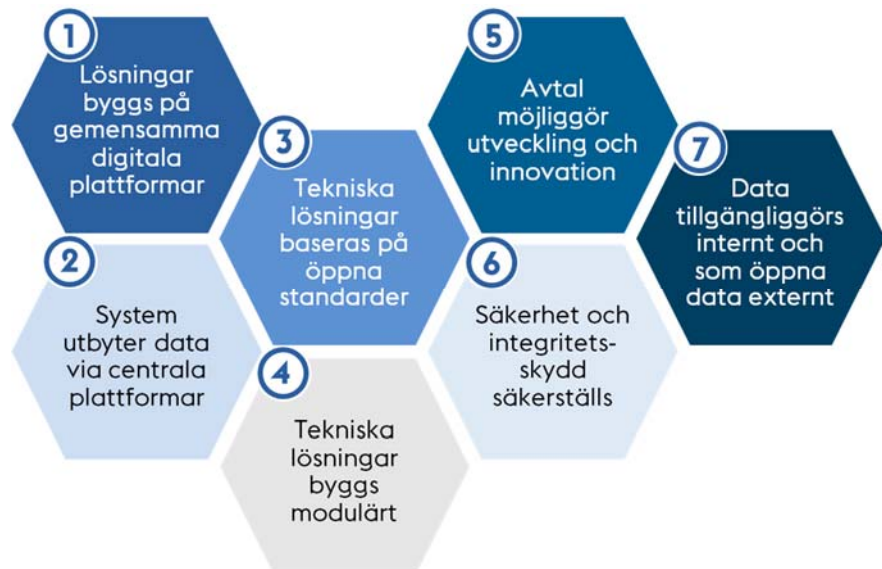 1
Lösningar
byggs på
gemensamma
digitala
plattformar
2
System
utbyter data
via centrala
plattformar
3
Tekniska
lösningar
baseras på
öppna
standarder
4
Tekniska
lösningar
byggs
modulärt
5
Avtal
möjliggör
utveckling och
innovation
6
Säkerhet och
integritets-
skydd
säkerställs
7
Data
tillgängliggörs
internt och
som öppna
data externt